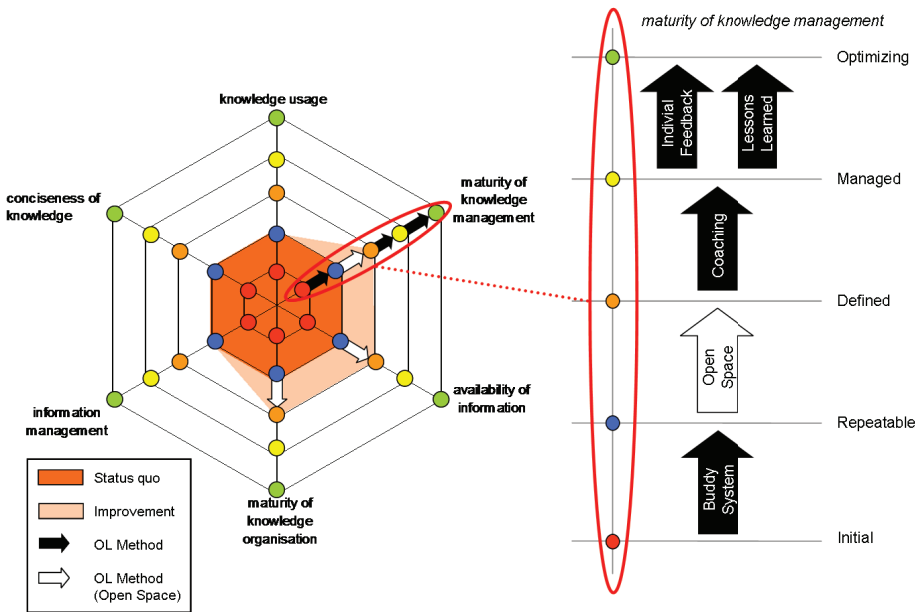 knowledge usage
conciseness of
knowledge
maturity of
knowledge
management
availability of
information
information
management
maturity of
knowledge
organisation
Status quo
Improvement
OL Method
OL Method
(Open Space)
maturity of knowledge management
Optimizing
Indivial
Feedback
Lessons
Learned
Managed
Coaching
Defined
Open
Space
Repeatable
Buddy
System
Initial